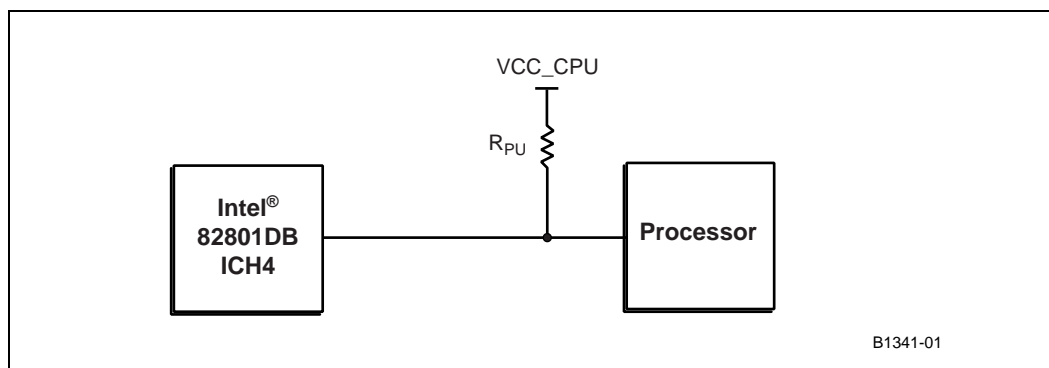 VCC_CPU
RPU
Intel®
82801DB
ICH4
Processor
B1341-01